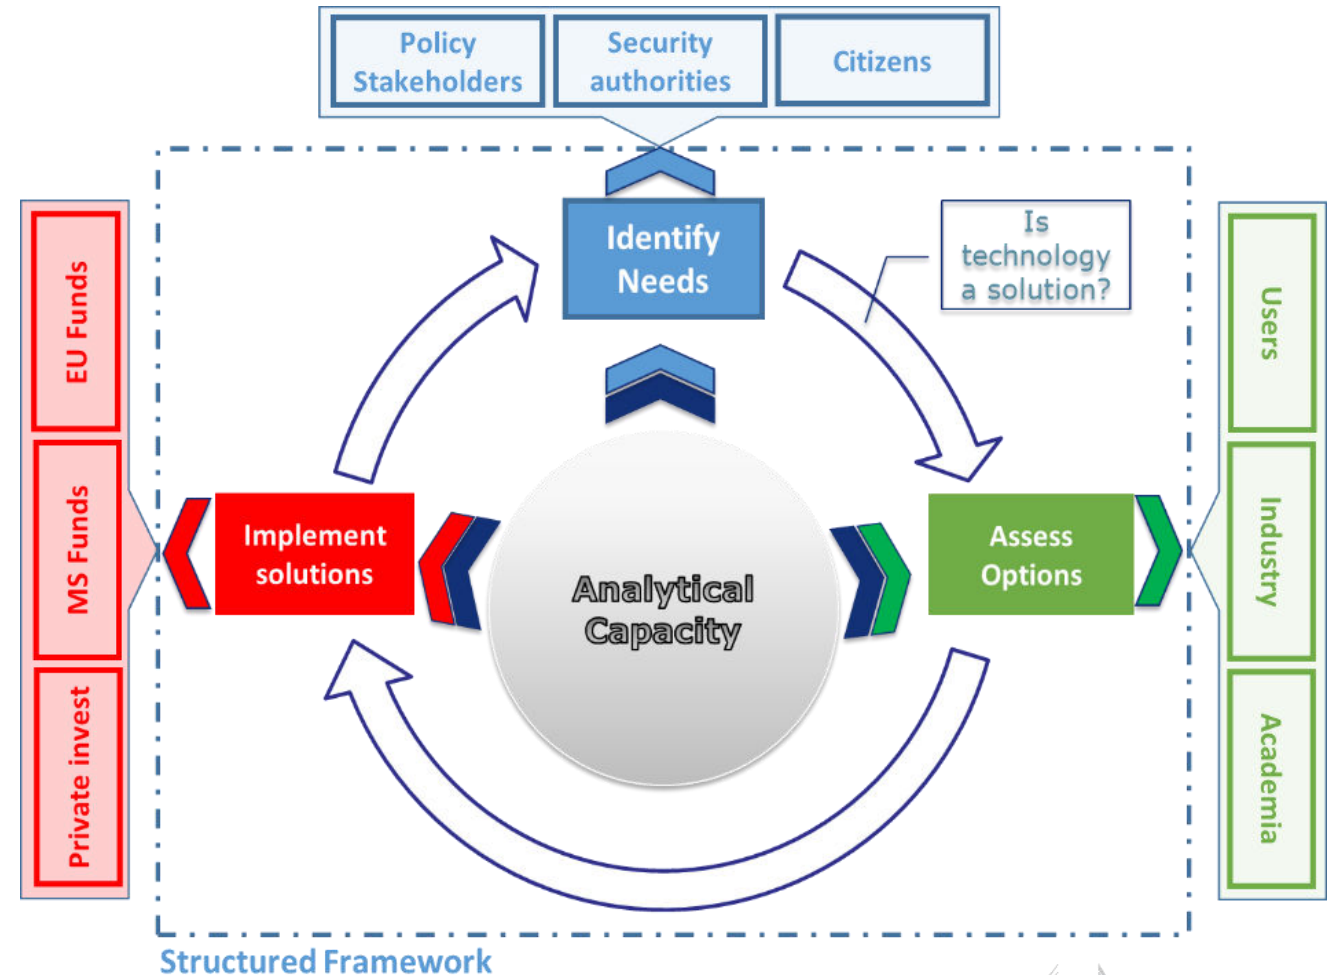 Policy
Stakeholders
Security
authorities
Citizens
Identify
Needs
Is
technology
a solution?
EU Funds
MS Funds
Private invest
Users
Industry
Academia
Implement
solutions
Assess
Options
Analytical
Capacity
Structured Framework